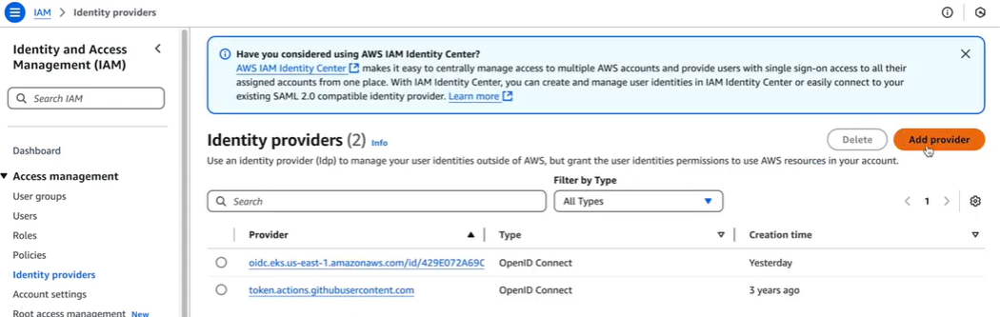 IAM > Identity providers
Identity and Access
Management (IAM)
Search IAM
Dashboard
Access management
User groups
Users
Roles
Policies
Identity providers
Account settings
Root access management New
Have you considered using AWS IAM Identity Center?
AWS IAM Identity Center makes it easy to centrally manage access to multiple AWS accounts and provide users with single sign-on access to all their
assigned accounts from one place. With IAM Identity Center, you can create and manage user identities in IAM Identity Center or easily connect to your
existing SAML 2.0 compatible identity provider. Learn more
Identity providers (2) Info
Delete
Add provider
Use an identity provider (Idp) to manage your user identities outside of AWS, but grant the user identities permissions to use AWS resources in your account.
Filter by Type
Search
All Types
1
Provider Type Creation time
oidc.eks.us-east-1.amazonaws.com/id/429E072A69C OpenID Connect Yesterday
token.actions.githubusercontent.com OpenID Connect 3 years ago